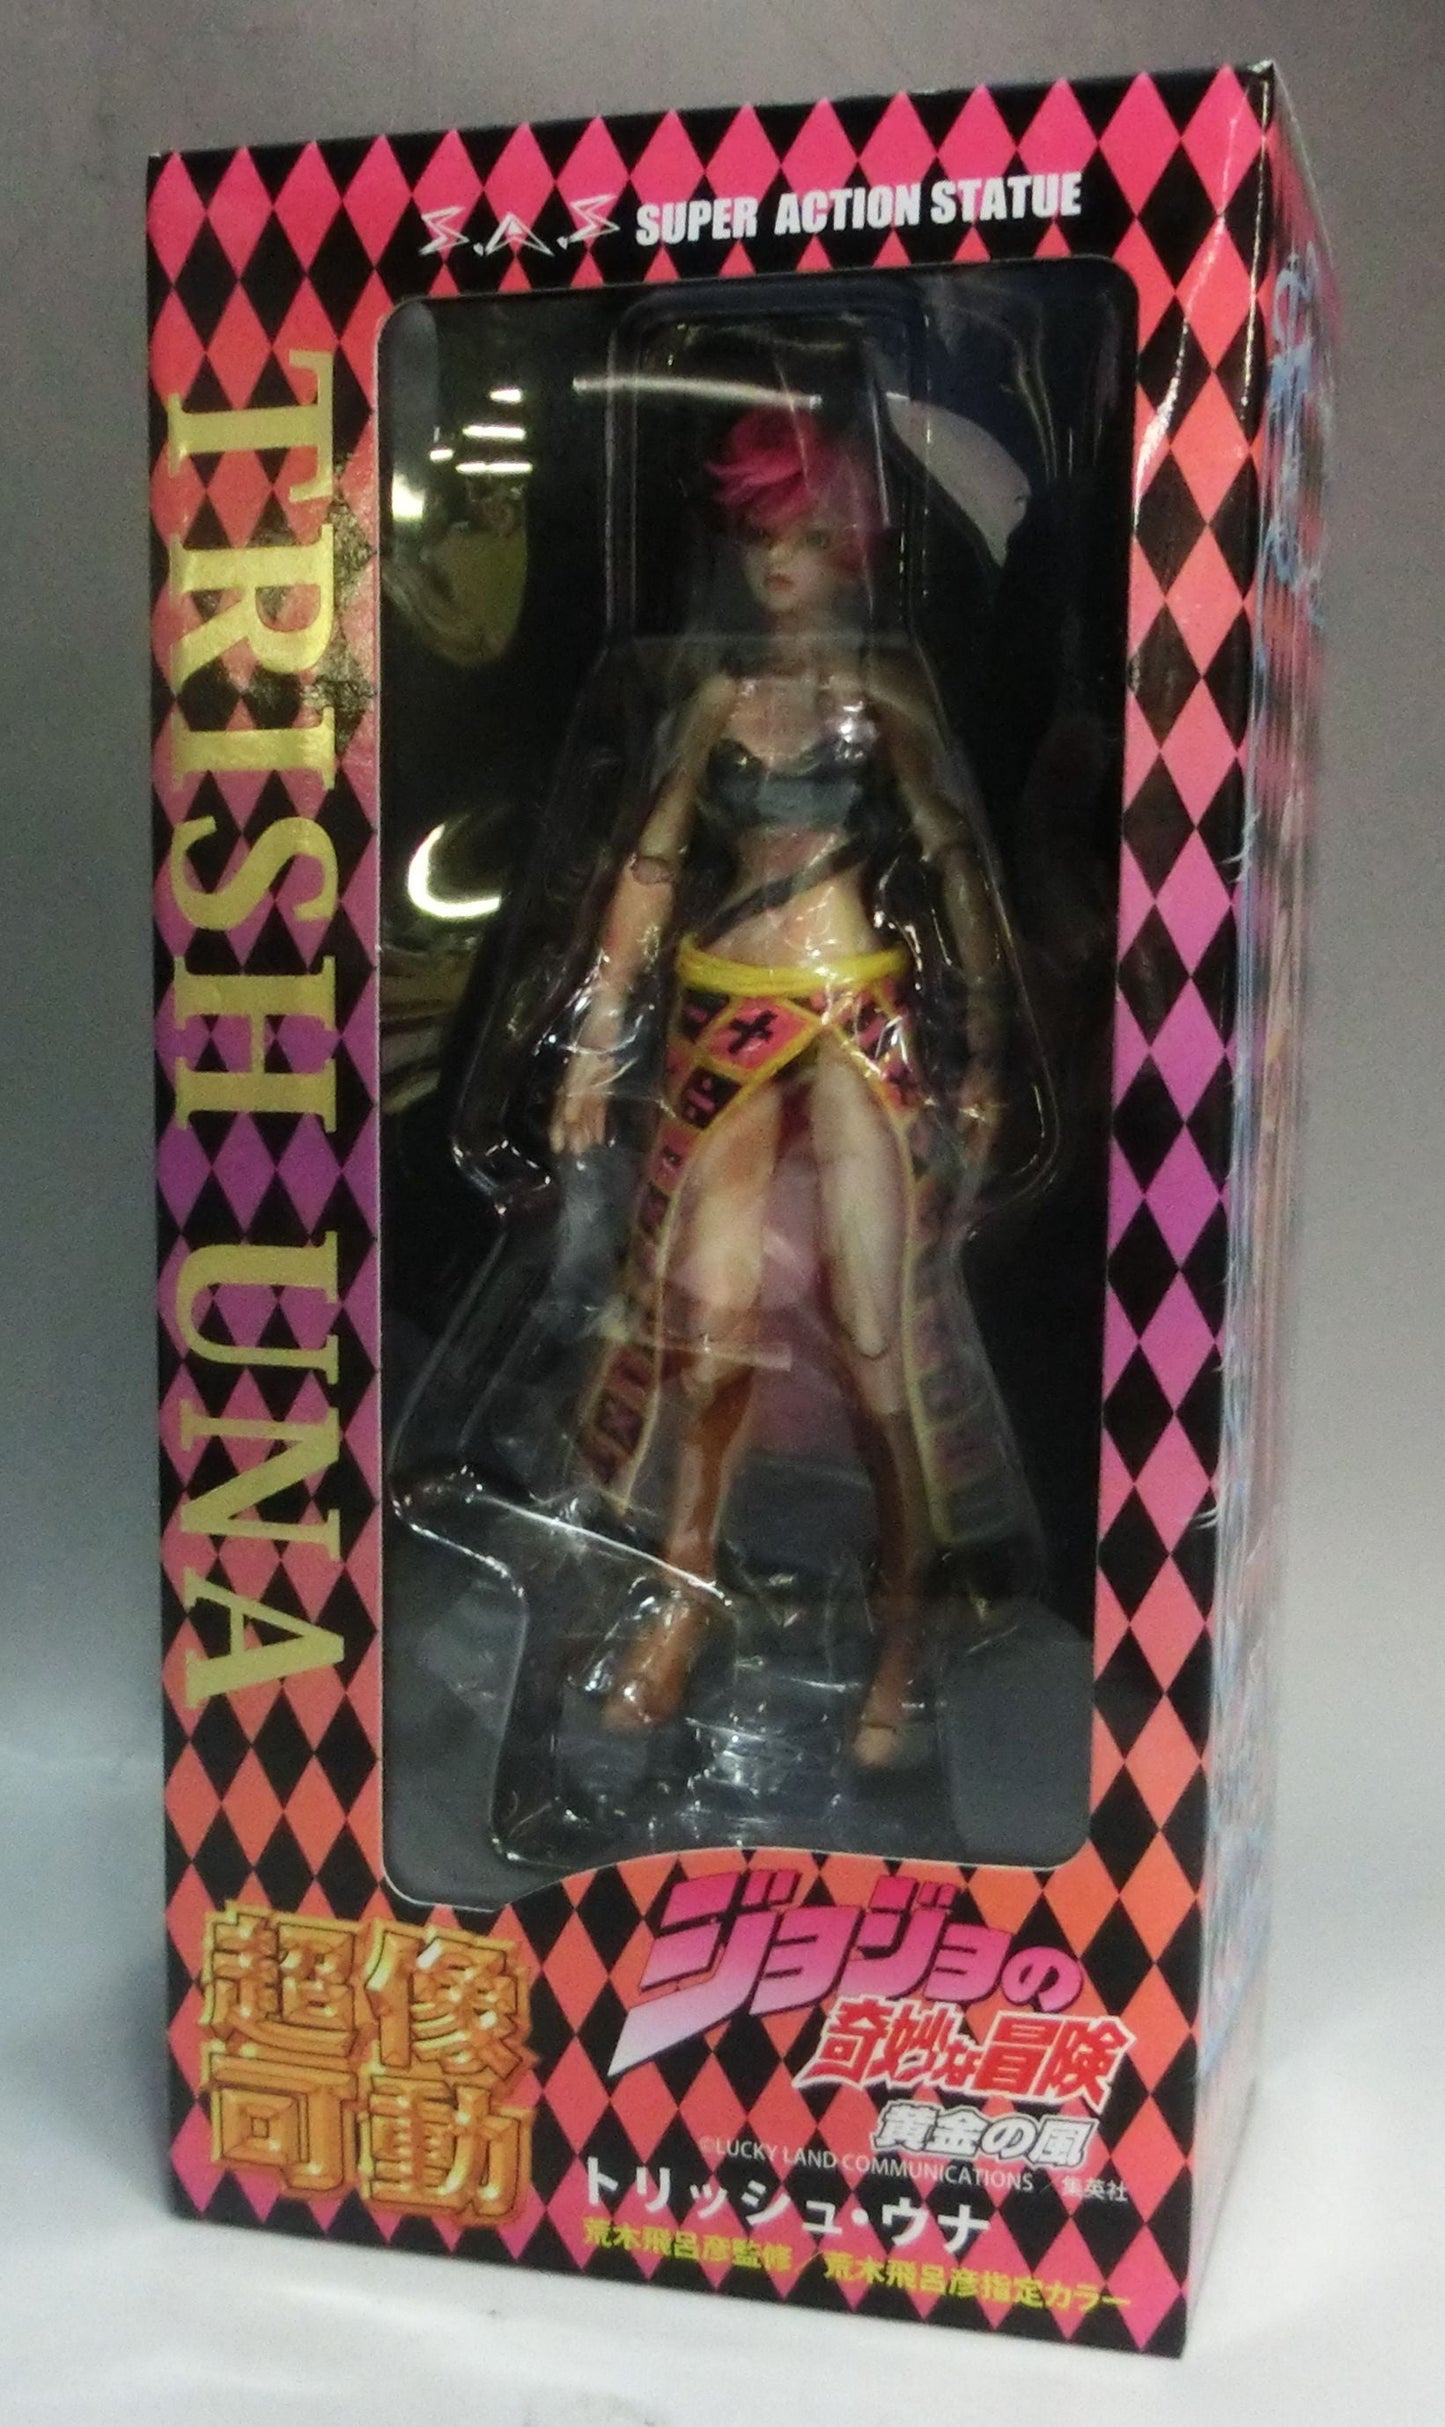 S.A.S SUPER ACTION STATUE
TRISH UNA
超像
可動
ジョジョの
奇妙な冒険
黄金の風
©LUCKY LAND COMMUNICATIONS／集英社
トリッシュ・ウナ
荒木飛呂彦監修／荒木飛呂彦指定カラー